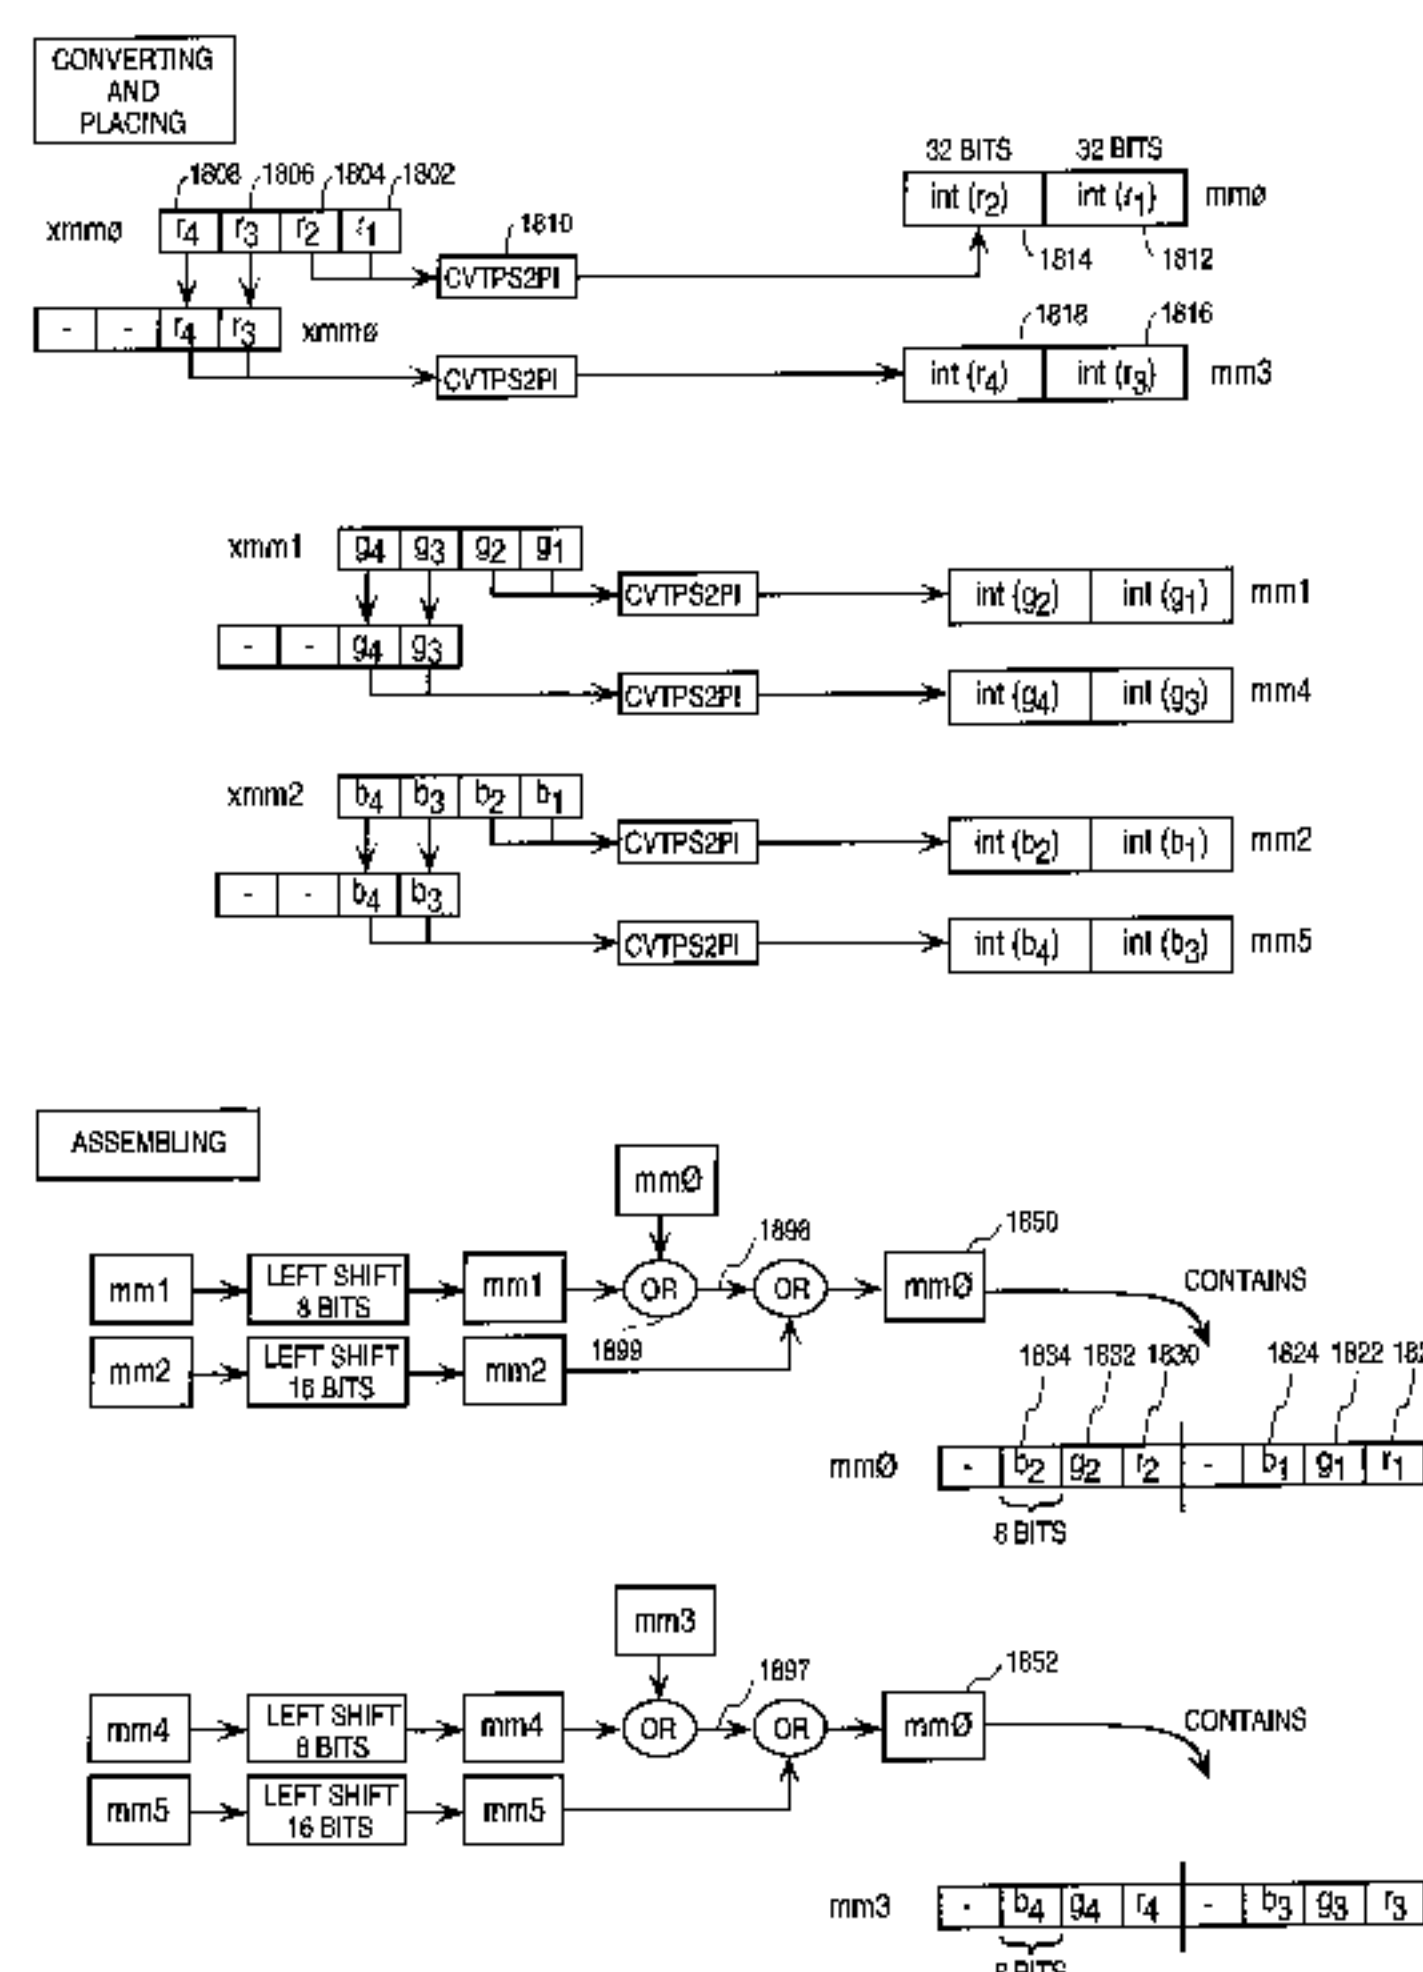 CONVERTING
AND
PLACING
32 BITS 32 BITS
1808 1806 1804 1802
xmmø r4 r3 r2 r1
int (r2) int (r1) mmø
1810
CVTPS2PI
1814 1812
- - r4 r3 xmmø
1818 1816
CVTPS2PI
int (r4) int (r3) mm3
xmm1 g4 g3 g2 g1
CVTPS2PI int (g2) int (g1) mm1
- - g4 g3
CVTPS2PI int (g4) int (g3) mm4
xmm2 b4 b3 b2 b1
CVTPS2PI int (b2) int (b1) mm2
- - b4 b3
CVTPS2PI int (b4) int (b3) mm5
ASSEMBLING
mmØ
1898 1850
mm1 LEFT SHIFT
8 BITS mm1 OR OR mmØ CONTAINS
1899
mm2 LEFT SHIFT
16 BITS mm2
1834 1832 1830 1824 1822
mmØ - b2 g2 r2 - b1 g1 r1
8 BITS
mm3
1897 1852
mm4 LEFT SHIFT
8 BITS mm4 OR OR mmØ CONTAINS
mm5 LEFT SHIFT
16 BITS mm5
mm3 - b4 g4 r4 - b3 g3 r3
8 BITS